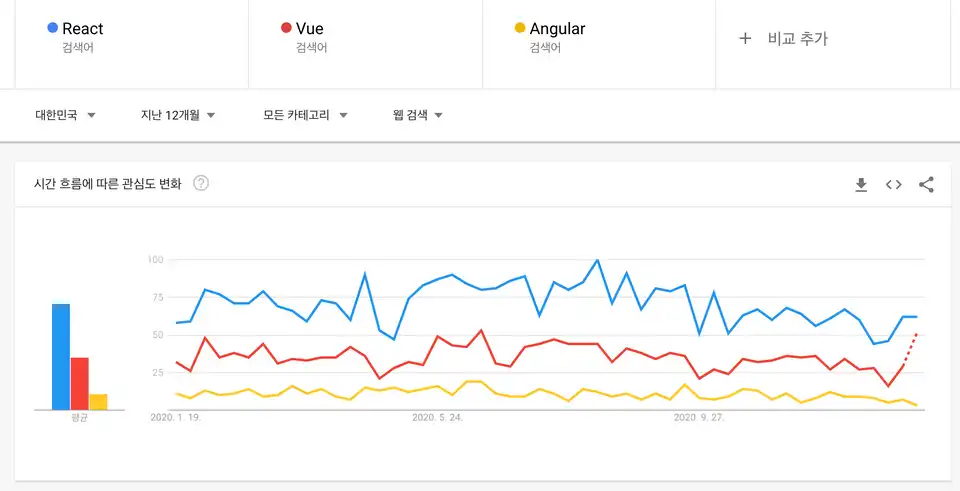 React
검색어
Vue
검색어
Angular
검색어
+ 비교 추가
대한민국
지난 12개월
모든 카테고리
웹 검색
시간 흐름에 따른 관심도 변화 ?
100
75
50
25
평균
2020. 1. 19.
2020. 5. 24.
2020. 9. 27.